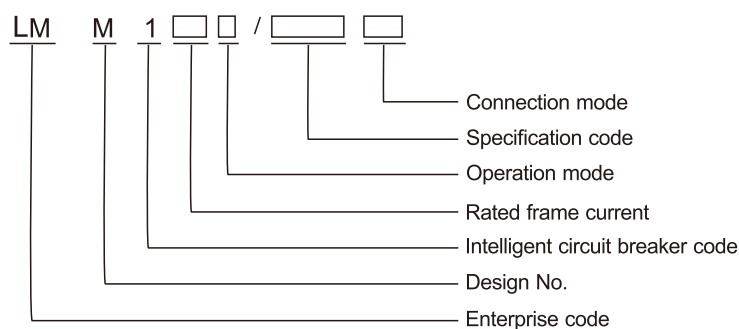 LM M 1 /
Connection mode
Specification code
Operation mode
Rated frame current
Intelligent circuit breaker code
Design No.
Enterprise code